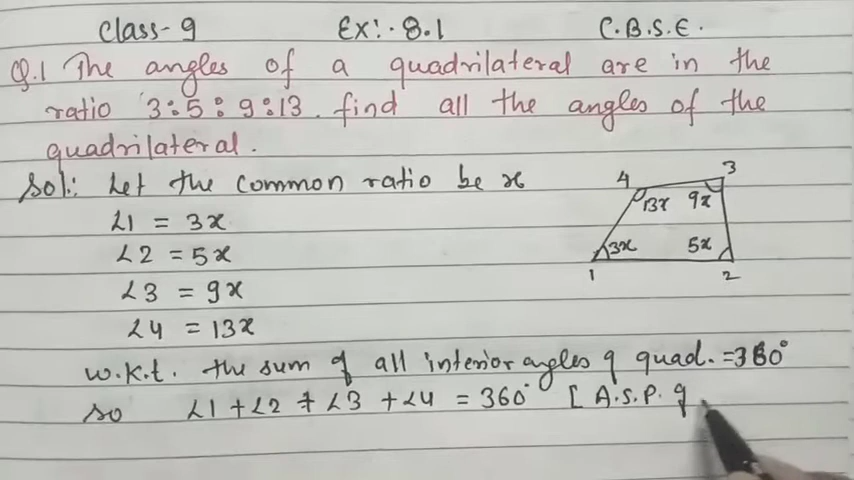 Class-9 Ex:. 8.1 C.B.S.E.
Q.1 The angles of a quadrilateral are in the
ratio 3:5:9:13. find all the angles of the
quadrilateral.
Sol: Let the common ratio be x
∠1 = 3x
∠2 = 5x
∠3 = 9x
∠4 = 13x
4 3
13x 9x
3x 5x
1 2
w.k.t. the sum of all interior angles of quad. = 360°
so ∠1 + ∠2 + ∠3 + ∠4 = 360° [ A.S.P. of